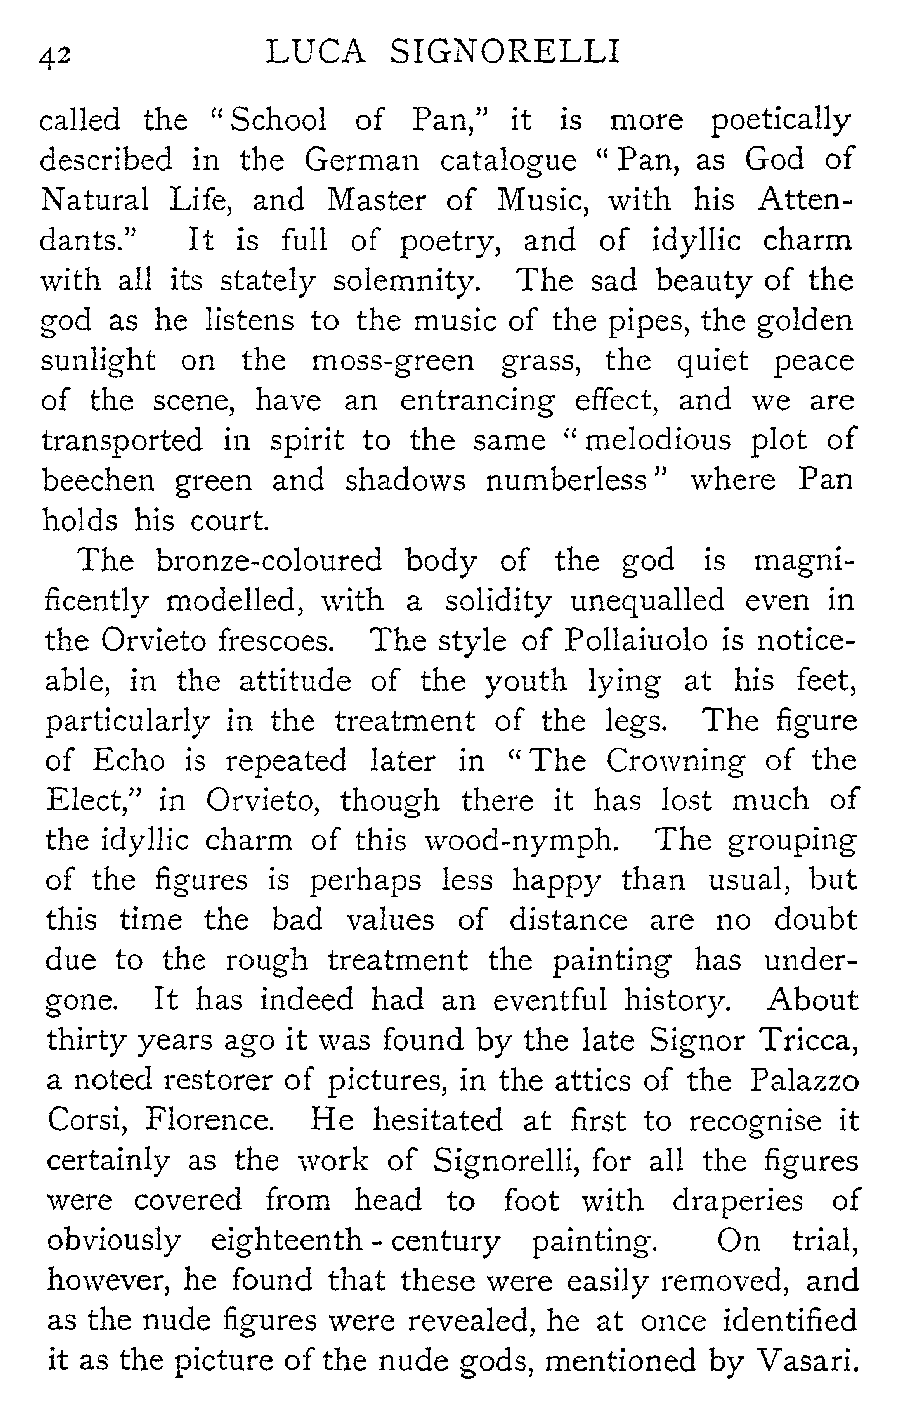 42 LUCA SIGNORELLI
called the “School of Pan,” it is more poetically
described in the German catalogue “Pan, as God of
Natural Life, and Master of Music, with his Atten-
dants.” It is full of poetry, and of idyllic charm
with all its stately solemnity. The sad beauty of the
god as he listens to the music of the pipes, the golden
sunlight on the moss-green grass, the quiet peace
of the scene, have an entrancing effect, and we are
transported in spirit to the same “melodious plot of
beechen green and shadows numberless” where Pan
holds his court.
The bronze-coloured body of the god is magni-
ficently modelled, with a solidity unequalled even in
the Orvieto frescoes. The style of Pollaiuolo is notice-
able, in the attitude of the youth lying at his feet,
particularly in the treatment of the legs. The figure
of Echo is repeated later in “The Crowning of the
Elect,” in Orvieto, though there it has lost much of
the idyllic charm of this wood-nymph. The grouping
of the figures is perhaps less happy than usual, but
this time the bad values of distance are no doubt
due to the rough treatment the painting has under-
gone. It has indeed had an eventful history. About
thirty years ago it was found by the late Signor Tricca,
a noted restorer of pictures, in the attics of the Palazzo
Corsi, Florence. He hesitated at first to recognise it
certainly as the work of Signorelli, for all the figures
were covered from head to foot with draperies of
obviously eighteenth-century painting. On trial,
however, he found that these were easily removed, and
as the nude figures were revealed, he at once identified
it as the picture of the nude gods, mentioned by Vasari.